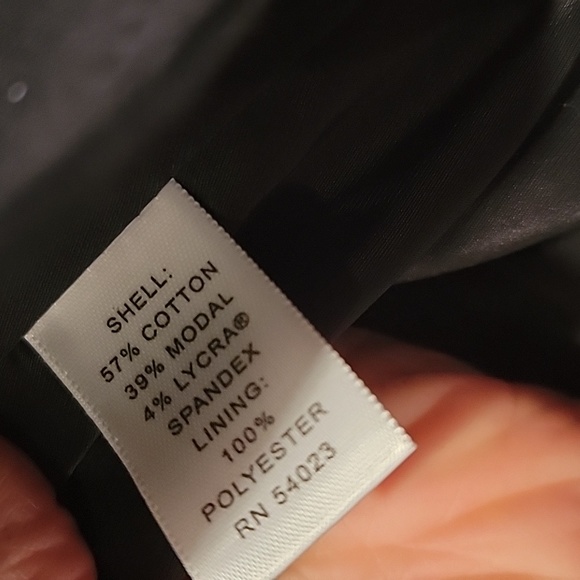 SHELL:
57% COTTON
39% MODAL
4% LYCRA®
SPANDEX
LINING:
100%
POLYESTER
RN 54023